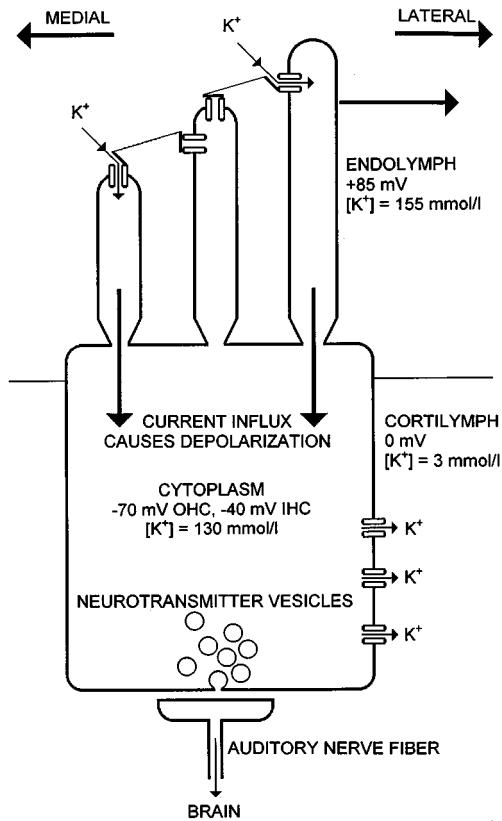 MEDIAL
LATERAL
K+
K+
ENDOLYMPH
+85 mV
[K+] = 155 mmol/l
CURRENT INFLUX
CAUSES DEPOLARIZATION
CORTILYMPH
0 mV
[K+] = 3 mmol/l
CYTOPLASM
-70 mV OHC, -40 mV IHC
[K+] = 130 mmol/l
K+
K+
NEUROTRANSMITTER VESICLES
K+
AUDITORY NERVE FIBER
BRAIN